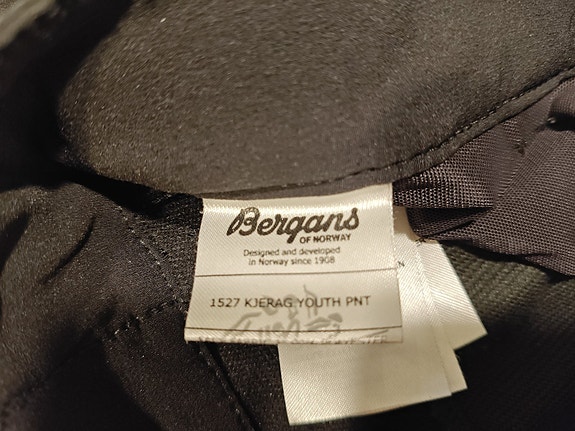 Bergans
OF NORWAY
Designed and developed
in Norway since 1908
1527 KJERAG YOUTH PNT